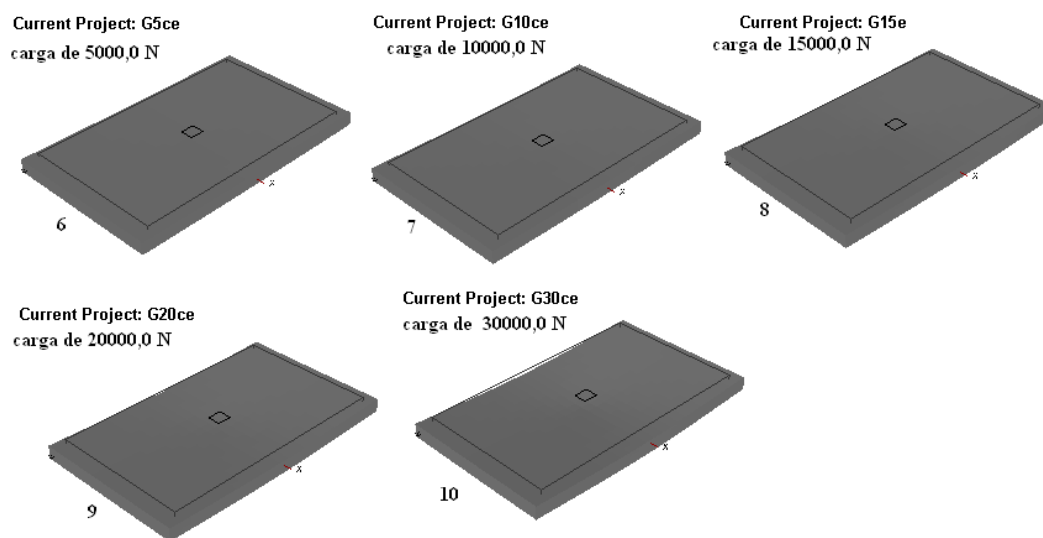 Current Project: G5ce
carga de 5000,0 N
Current Project: G10ce
carga de 10000,0 N
Current Project: G15e
carga de 15000,0 N
x
6
x
7
x
8
Current Project: G20ce
carga de 20000,0 N
Current Project: G30ce
carga de 30000,0 N
x
9
x
10